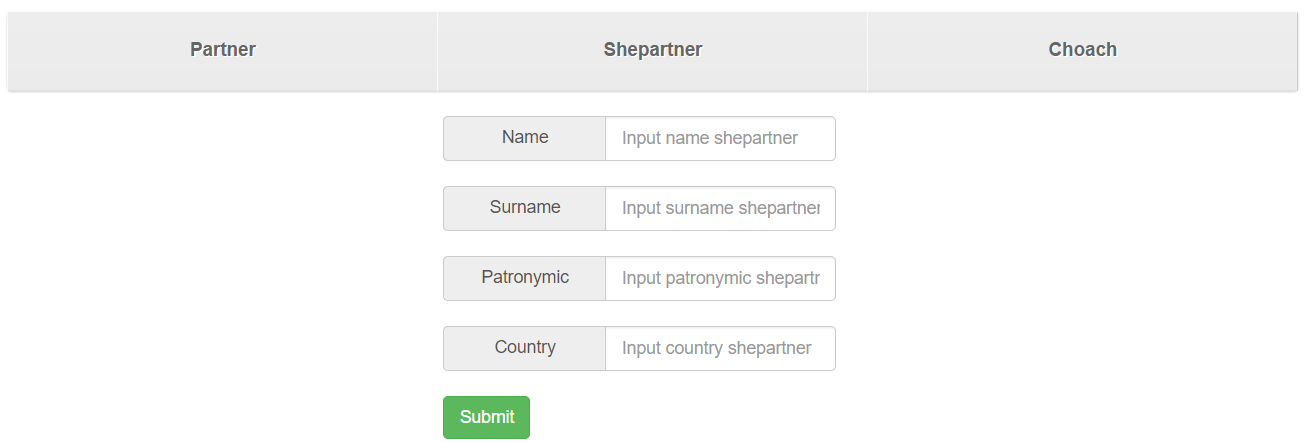 Partner Shepartner Choach
Name Input name shepartner
Surname Input surname shepartner
Patronymic Input patronymic shepartr
Country Input country shepartner
Submit